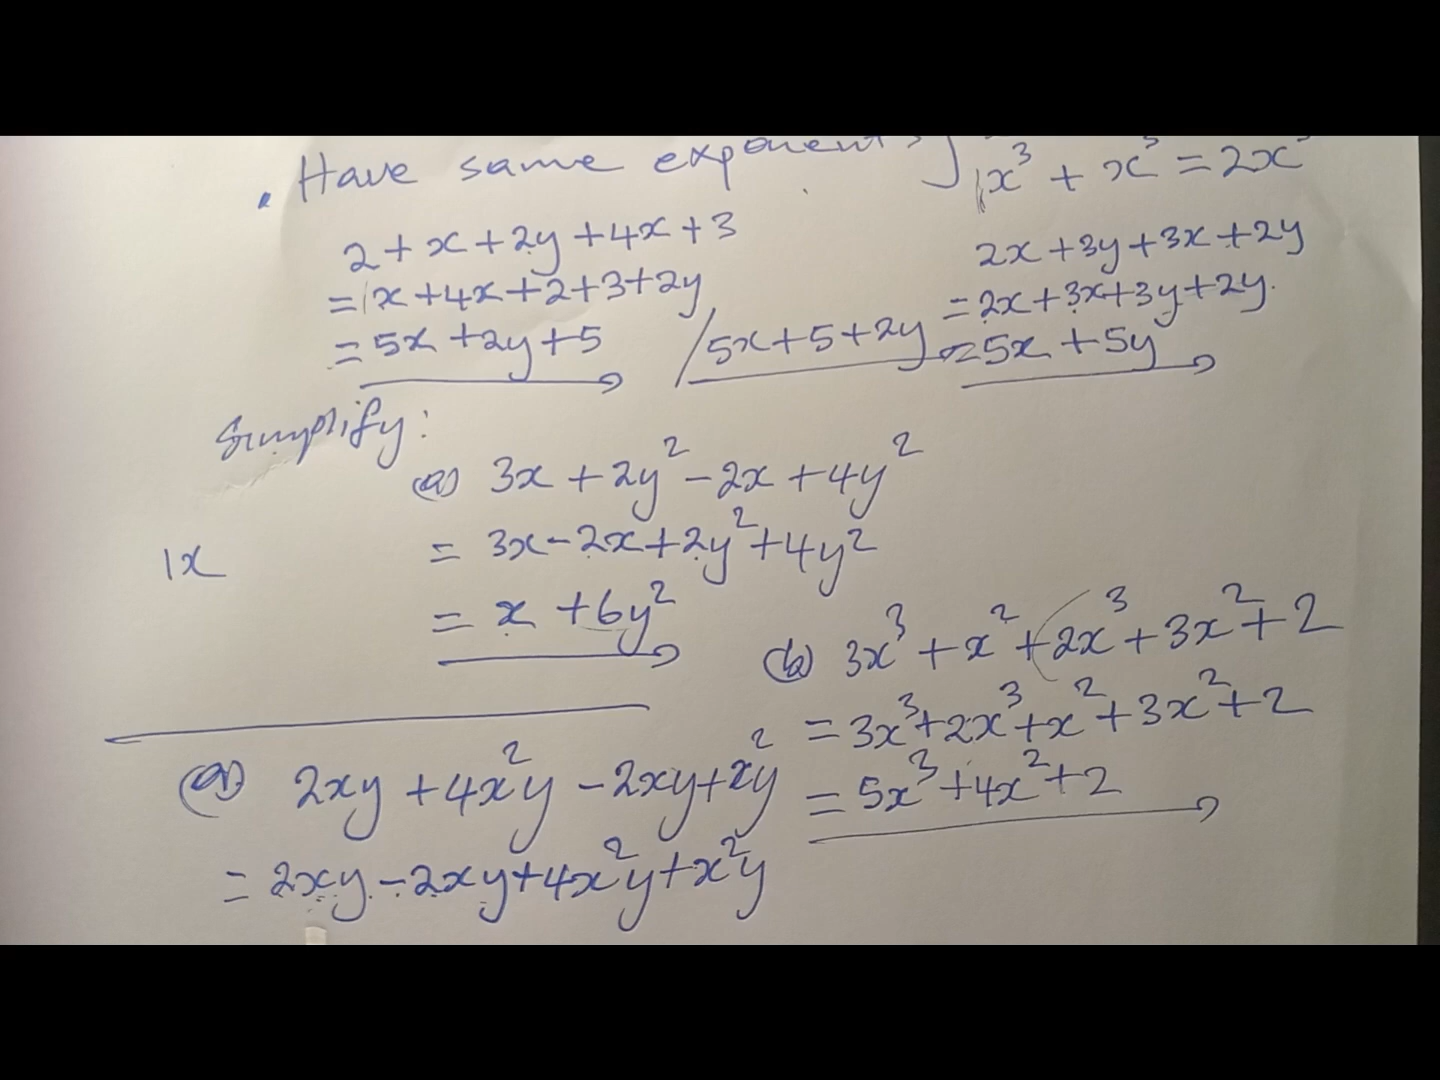 . Have same exponents
x³ + x³ = 2x³
2 + x + 2y + 4x + 3
= 1x + 4x + 2 + 3 + 2y
= 5x + 2y + 5 / 5x + 5 + 2y
2x + 3y + 3x + 2y
= 2x + 3x + 3y + 2y
= 5x + 5y
Simplify:
(a) 3x + 2y² - 2x + 4y²
= 3x - 2x + 2y² + 4y²
1x
= x + 6y²
(b) 3x³ + x² + 2x³ + 3x² + 2
= 3x³ + 2x³ + x² + 3x² + 2
= 5x³ + 4x² + 2
(a) 2xy + 4x²y - 2xy + x²y
= 2xy - 2xy + 4x²y + x²y